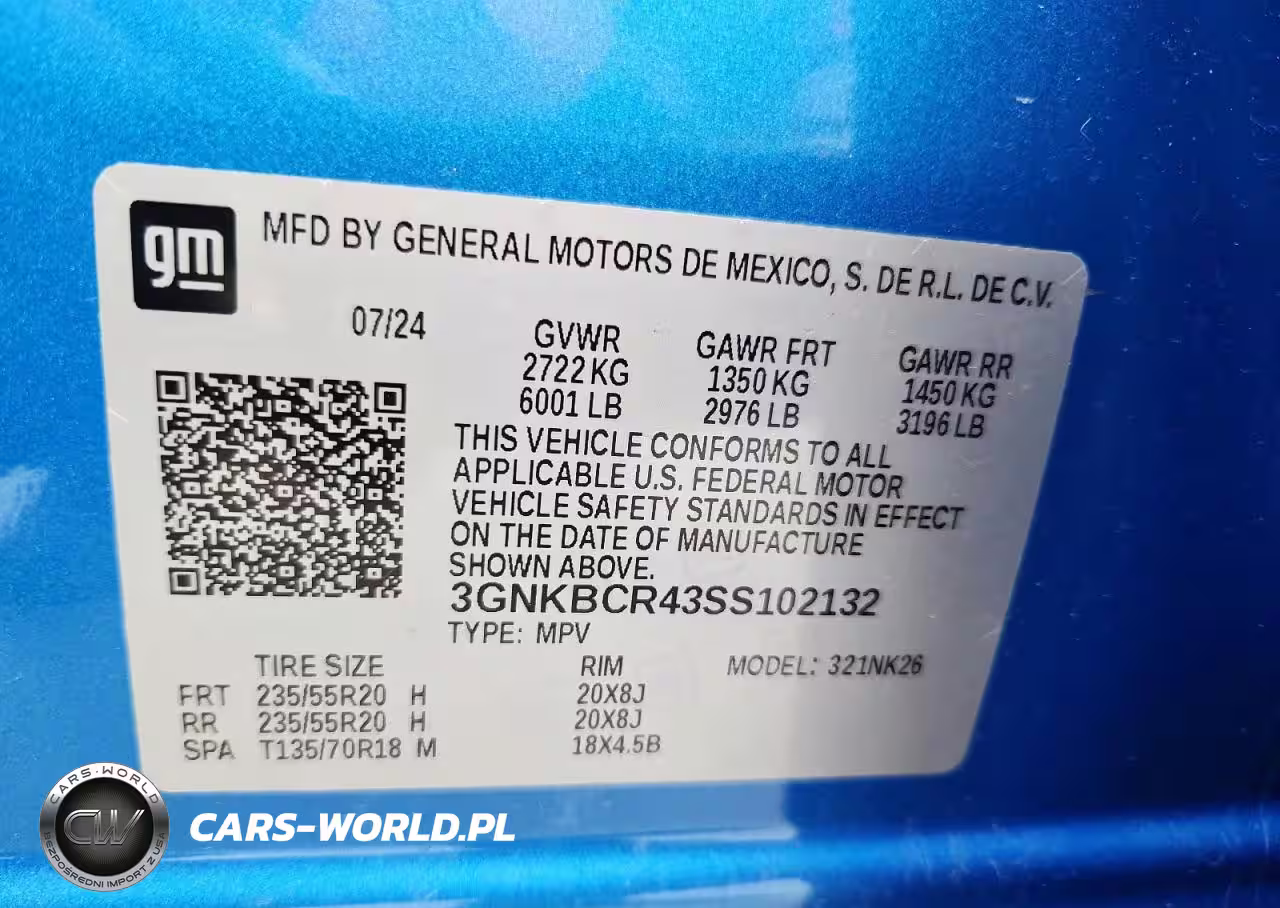 gm
MFD BY GENERAL MOTORS DE MEXICO, S. DE R.L. DE C.V.
07/24
GVWR GAWR FRT GAWR RR
2722 KG 1350 KG 1450 KG
6001 LB 2976 LB 3196 LB
THIS VEHICLE CONFORMS TO ALL
APPLICABLE U.S. FEDERAL MOTOR
VEHICLE SAFETY STANDARDS IN EFFECT
ON THE DATE OF MANUFACTURE
SHOWN ABOVE.
3GNKBCR43SS102132
TYPE: MPV
TIRE SIZE RIM MODEL: 321NK26
FRT 235/55R20 H 20X8J
RR 235/55R20 H 20X8J
SPA T135/70R18 M 18X4.5B
CARS-WORLD
CW
BEZPOŚREDNI IMPORT Z USA
CARS-WORLD.PL